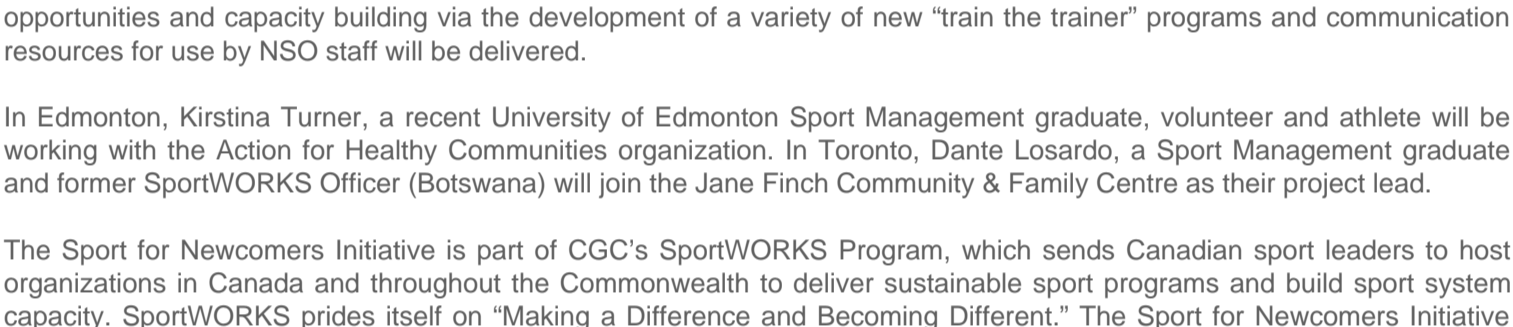 opportunities and capacity building via the development of a variety of new “train the trainer” programs and communication
resources for use by NSO staff will be delivered.
In Edmonton, Kirstina Turner, a recent University of Edmonton Sport Management graduate, volunteer and athlete will be
working with the Action for Healthy Communities organization. In Toronto, Dante Losardo, a Sport Management graduate
and former SportWORKS Officer (Botswana) will join the Jane Finch Community & Family Centre as their project lead.
The Sport for Newcomers Initiative is part of CGC’s SportWORKS Program, which sends Canadian sport leaders to host
organizations in Canada and throughout the Commonwealth to deliver sustainable sport programs and build sport system
capacity. SportWORKS prides itself on “Making a Difference and Becoming Different.” The Sport for Newcomers Initiative